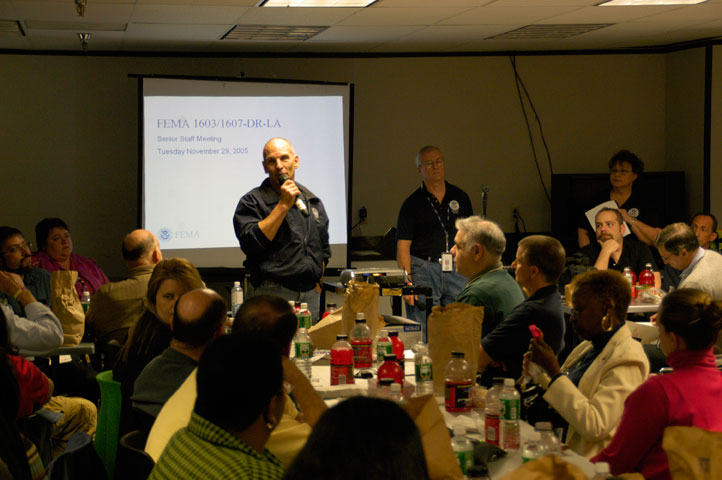 FEMA 1603/1607-DR-LA
Senior Staff Meeting
Tuesday November 29, 2005
FEMA